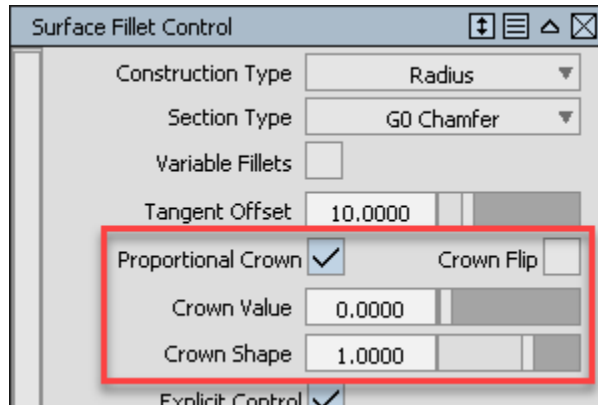 Surface Fillet Control
Construction Type Radius
Section Type G0 Chamfer
Variable Fillets
Tangent Offset 10.0000
Proportional Crown Crown Flip
Crown Value 0.0000
Crown Shape 1.0000
Explicit Control